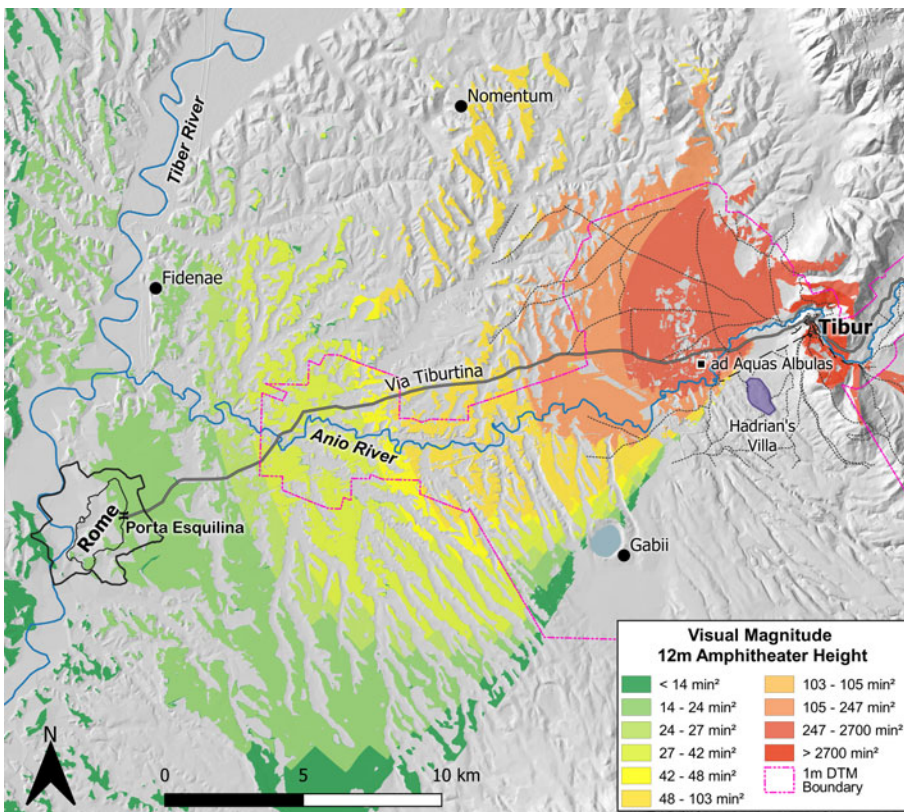 Nomentum
Tiber River
Fidenae
Tibur
ad Aquas Albulas
Via Tiburtina
Hadrian's
Villa
Anio River
Rome
Porta Esquilina
Gabii
N
0 5 10 km
Visual Magnitude
12m Amphitheater Height
< 14 min²
14 - 24 min²
24 - 27 min²
27 - 42 min²
42 - 48 min²
48 - 103 min²
103 - 105 min²
105 - 247 min²
247 - 2700 min²
> 2700 min²
1m DTM
Boundary